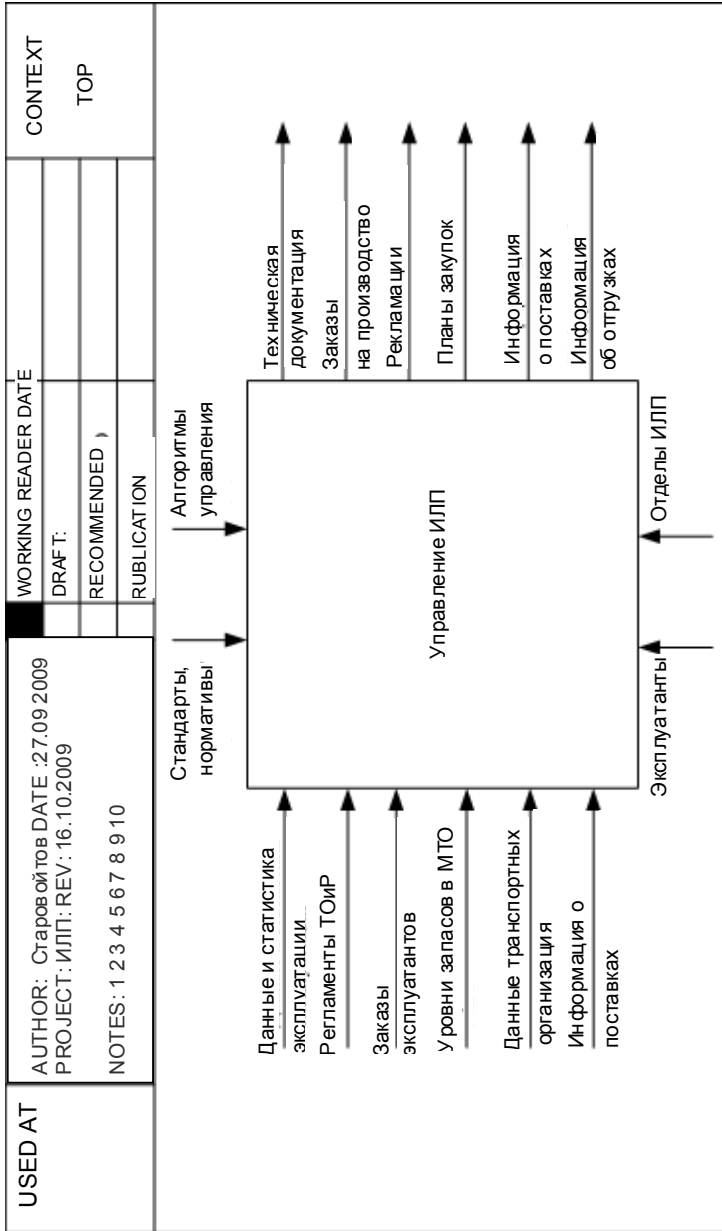 USED AT
AUTHOR: Старовойтов DATE :27.09 2009
PROJECT: ИЛП: REV: 16.10.2009
NOTES: 1 2 3 4 5 6 7 8 9 10
WORKING READER DATE
DRAFT:
RECOMMENDED
RUBLICATION
CONTEXT
TOP
Стандарты,
нормативы
Алгоритмы
управления
Данные и статистика
эксплуатации
Регламенты ТОиР
Заказы
эксплуатантов
Уровни запасов в МТО
Данные транспортных
организация
Информация о
поставках
Управление ИЛП
Техническая
документация
Заказы
на производство
Рекламации
Планы закупок
Информация
о поставках
Информация
об отгрузках
Эксплуатанты
Отделы ИЛП